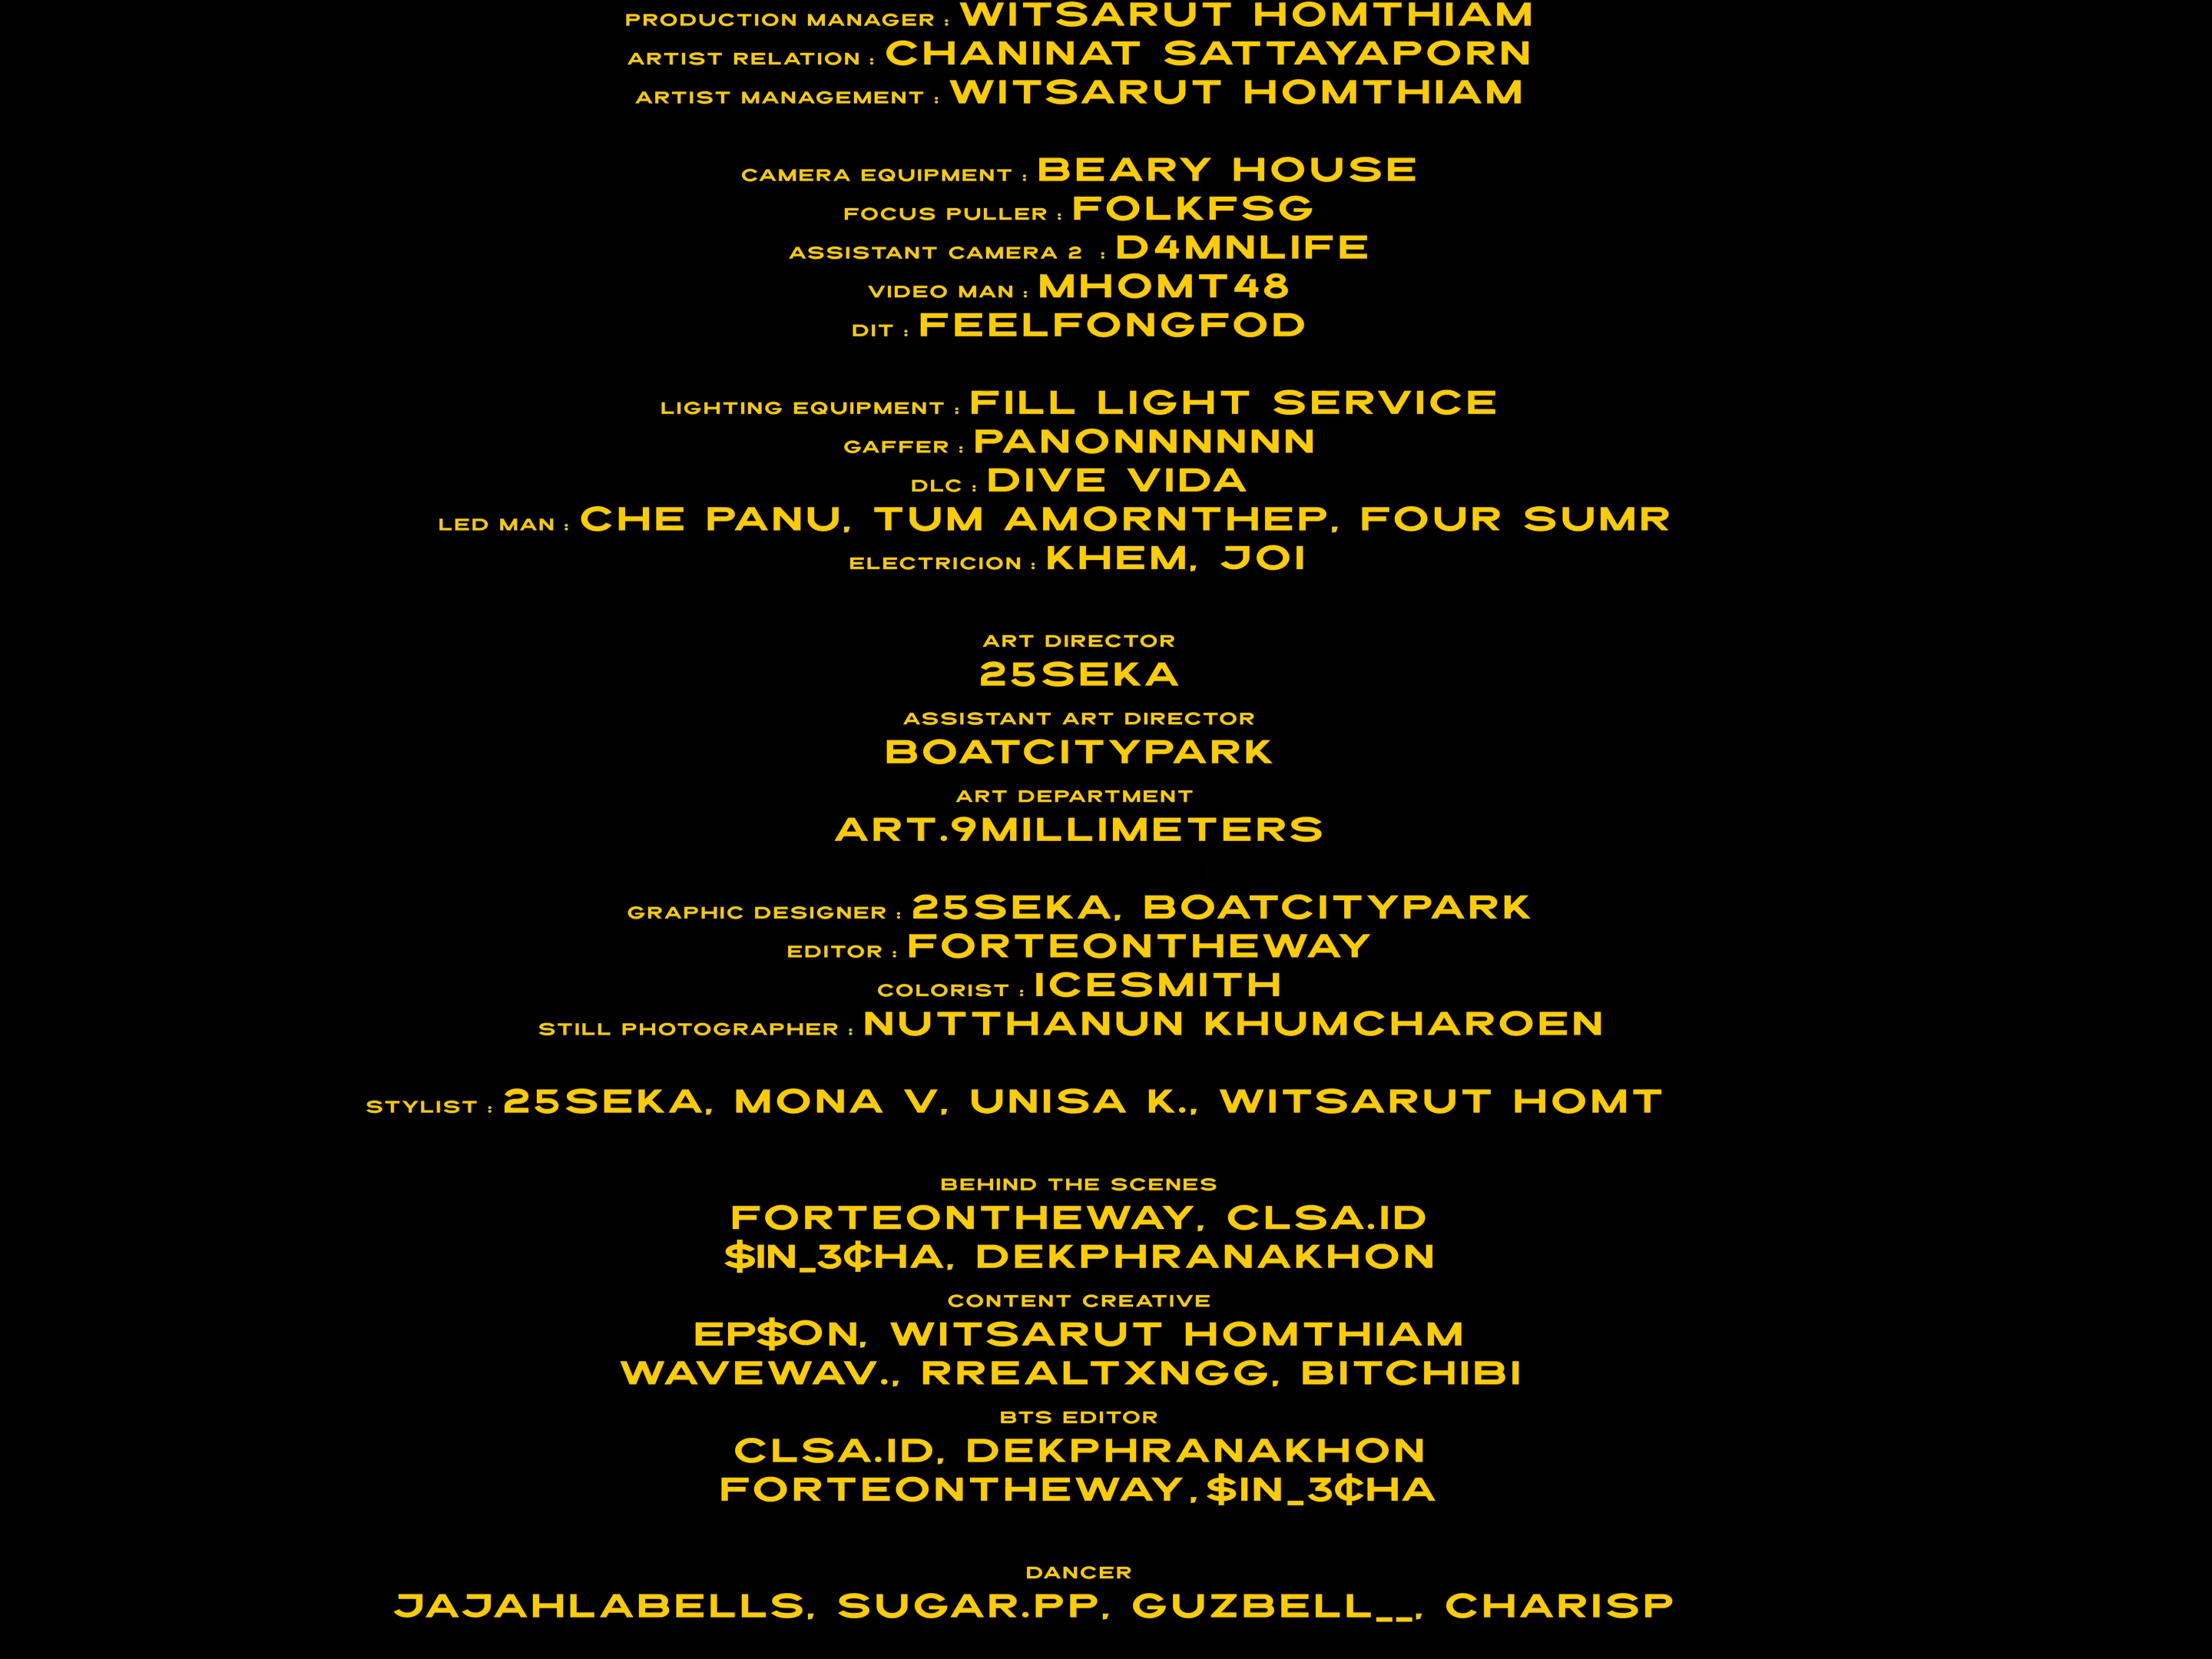 PRODUCTION MANAGER : WITSARUT HOMTHIAM
ARTIST RELATION : CHANINAT SATTAYAPORN
ARTIST MANAGEMENT : WITSARUT HOMTHIAM
CAMERA EQUIPMENT : BEARY HOUSE
FOCUS PULLER : FOLKFSG
ASSISTANT CAMERA 2 : D4MNLIFE
VIDEO MAN : MHOMT48
DIT : FEELFONGFOD
LIGHTING EQUIPMENT : FILL LIGHT SERVICE
GAFFER : PANONNNNNN
DLC : DIVE VIDA
LED MAN : CHE PANU, TUM AMORNTHEP, FOUR SUMR
ELECTRICION : KHEM, JOI
ART DIRECTOR
25SEKA
ASSISTANT ART DIRECTOR
BOATCITYPARK
ART DEPARTMENT
ART.9MILLIMETERS
GRAPHIC DESIGNER : 25SEKA, BOATCITYPARK
EDITOR : FORTEONTHEWAY
COLORIST : ICESMITH
STILL PHOTOGRAPHER : NUTTHANUN KHUMCHAROEN
STYLIST : 25SEKA, MONA V, UNISA K., WITSARUT HOMT
BEHIND THE SCENES
FORTEONTHEWAY, CLSA.ID
$IN_3¢HA, DEKPHRANAKHON
CONTENT CREATIVE
EP$ON, WITSARUT HOMTHIAM
WAVEWAV., RREALTXNGG, BITCHIBI
BTS EDITOR
CLSA.ID, DEKPHRANAKHON
FORTEONTHEWAY,$IN_3¢HA
DANCER
JAJAHLABELLS, SUGAR.PP, GUZBELL__, CHARISP